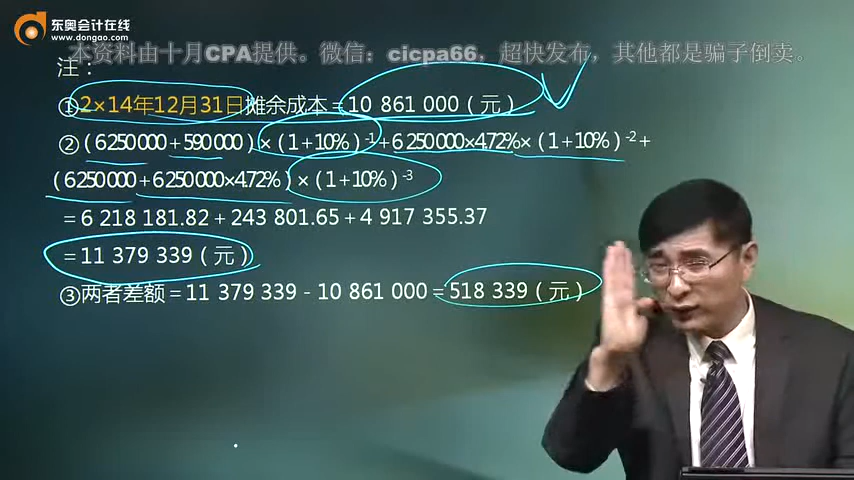 东奥会计在线
www.dongao.com
本资料由十月CPA提供。微信：cicpa66，超快发布，其他都是骗子倒卖。
注：
①2×14年12月31日摊余成本＝10 861 000（元）
②（6250000＋590000）×（1＋10%）-1＋6250000×4.72%×（1＋10%）-2＋
（6250000＋6250000×4.72%）×（1＋10%）-3
＝6 218 181.82＋243 801.65＋4 917 355.37
＝11 379 339（元）
③两者差额＝11 379 339－10 861 000＝518 339（元）